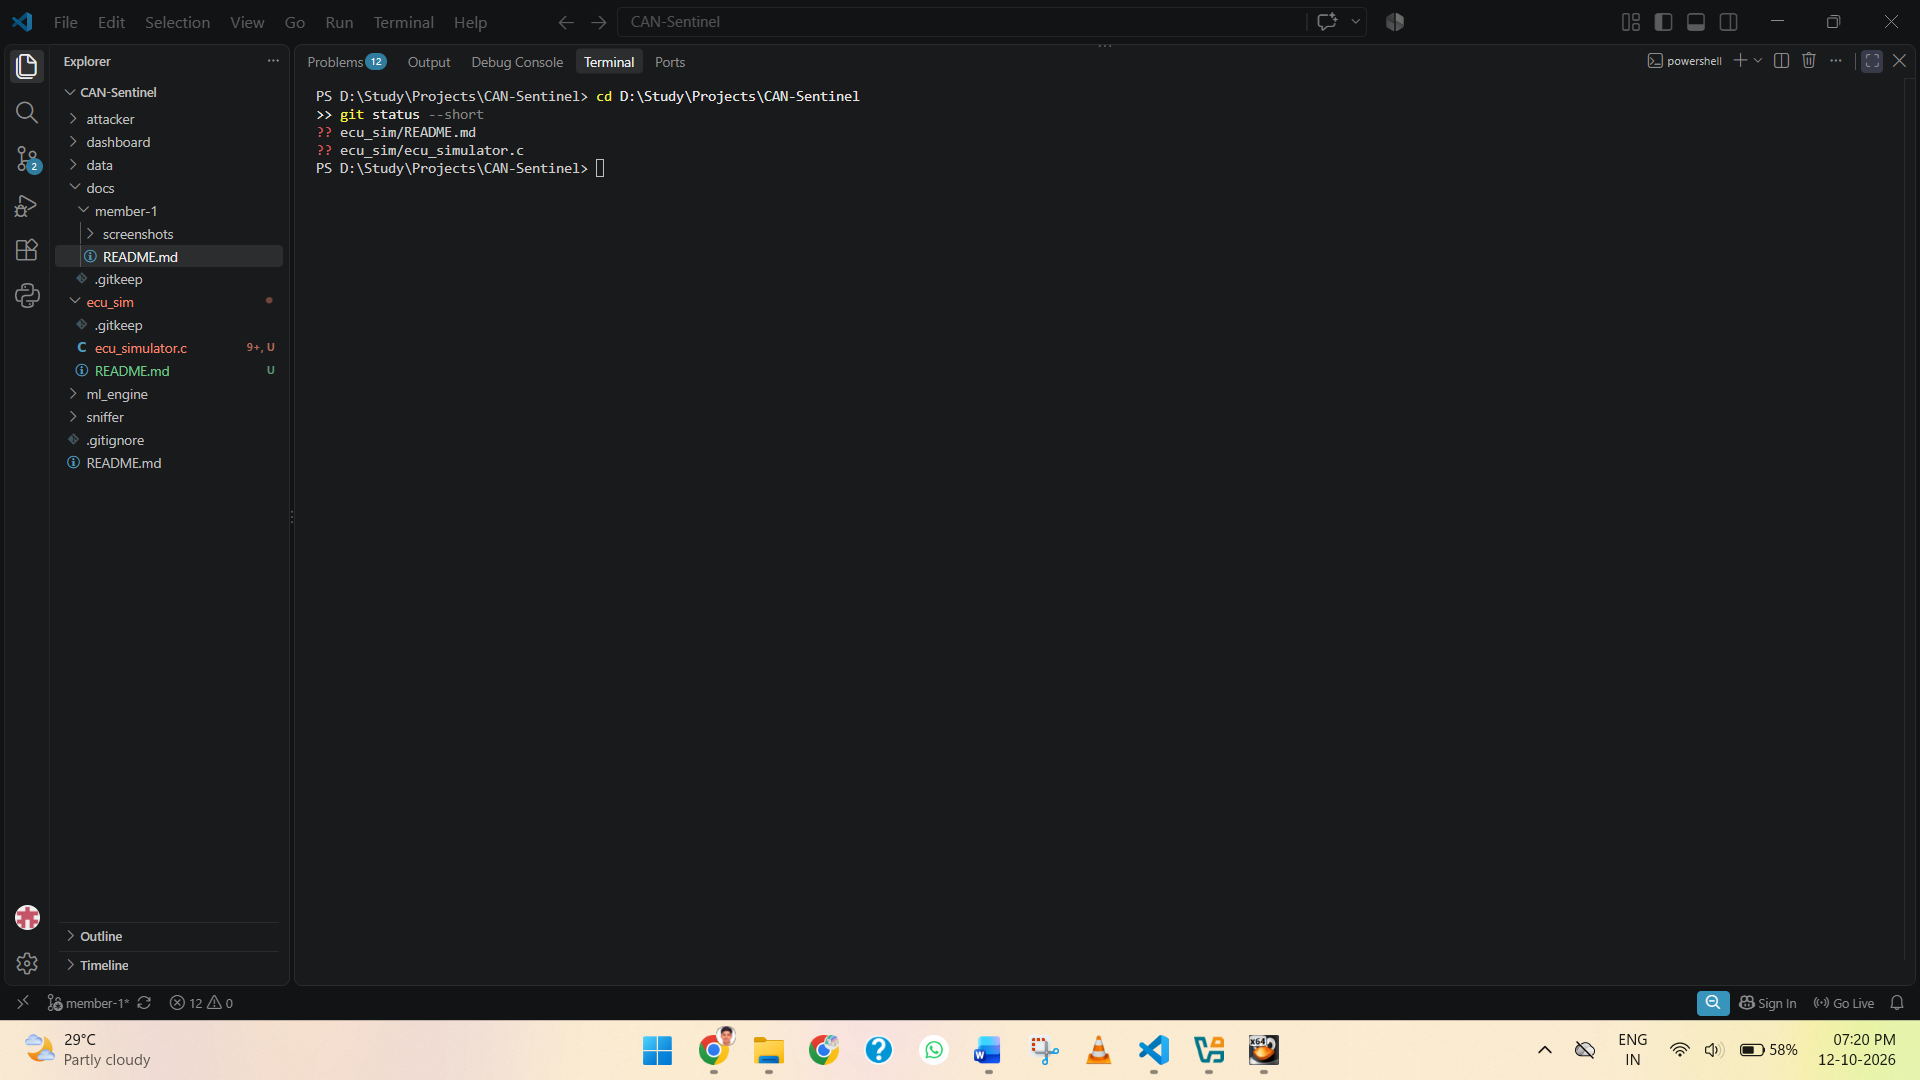 File Edit Selection View Go Run Terminal Help
CAN-Sentinel
Explorer
CAN-Sentinel
attacker
dashboard
data
docs
member-1
screenshots
README.md
.gitkeep
ecu_sim
.gitkeep
C ecu_simulator.c 9+, U
README.md U
ml_engine
sniffer
.gitignore
README.md
Outline
Timeline
2
Problems 12 Output Debug Console Terminal Ports
powershell
PS D:\Study\Projects\CAN-Sentinel> cd D:\Study\Projects\CAN-Sentinel
>> git status --short
?? ecu_sim/README.md
?? ecu_sim/ecu_simulator.c
PS D:\Study\Projects\CAN-Sentinel>
member-1* 12 0
Sign In Go Live
29°C
Partly cloudy
W
?
X64
ENG
IN
58%
07:20 PM
12-10-2026